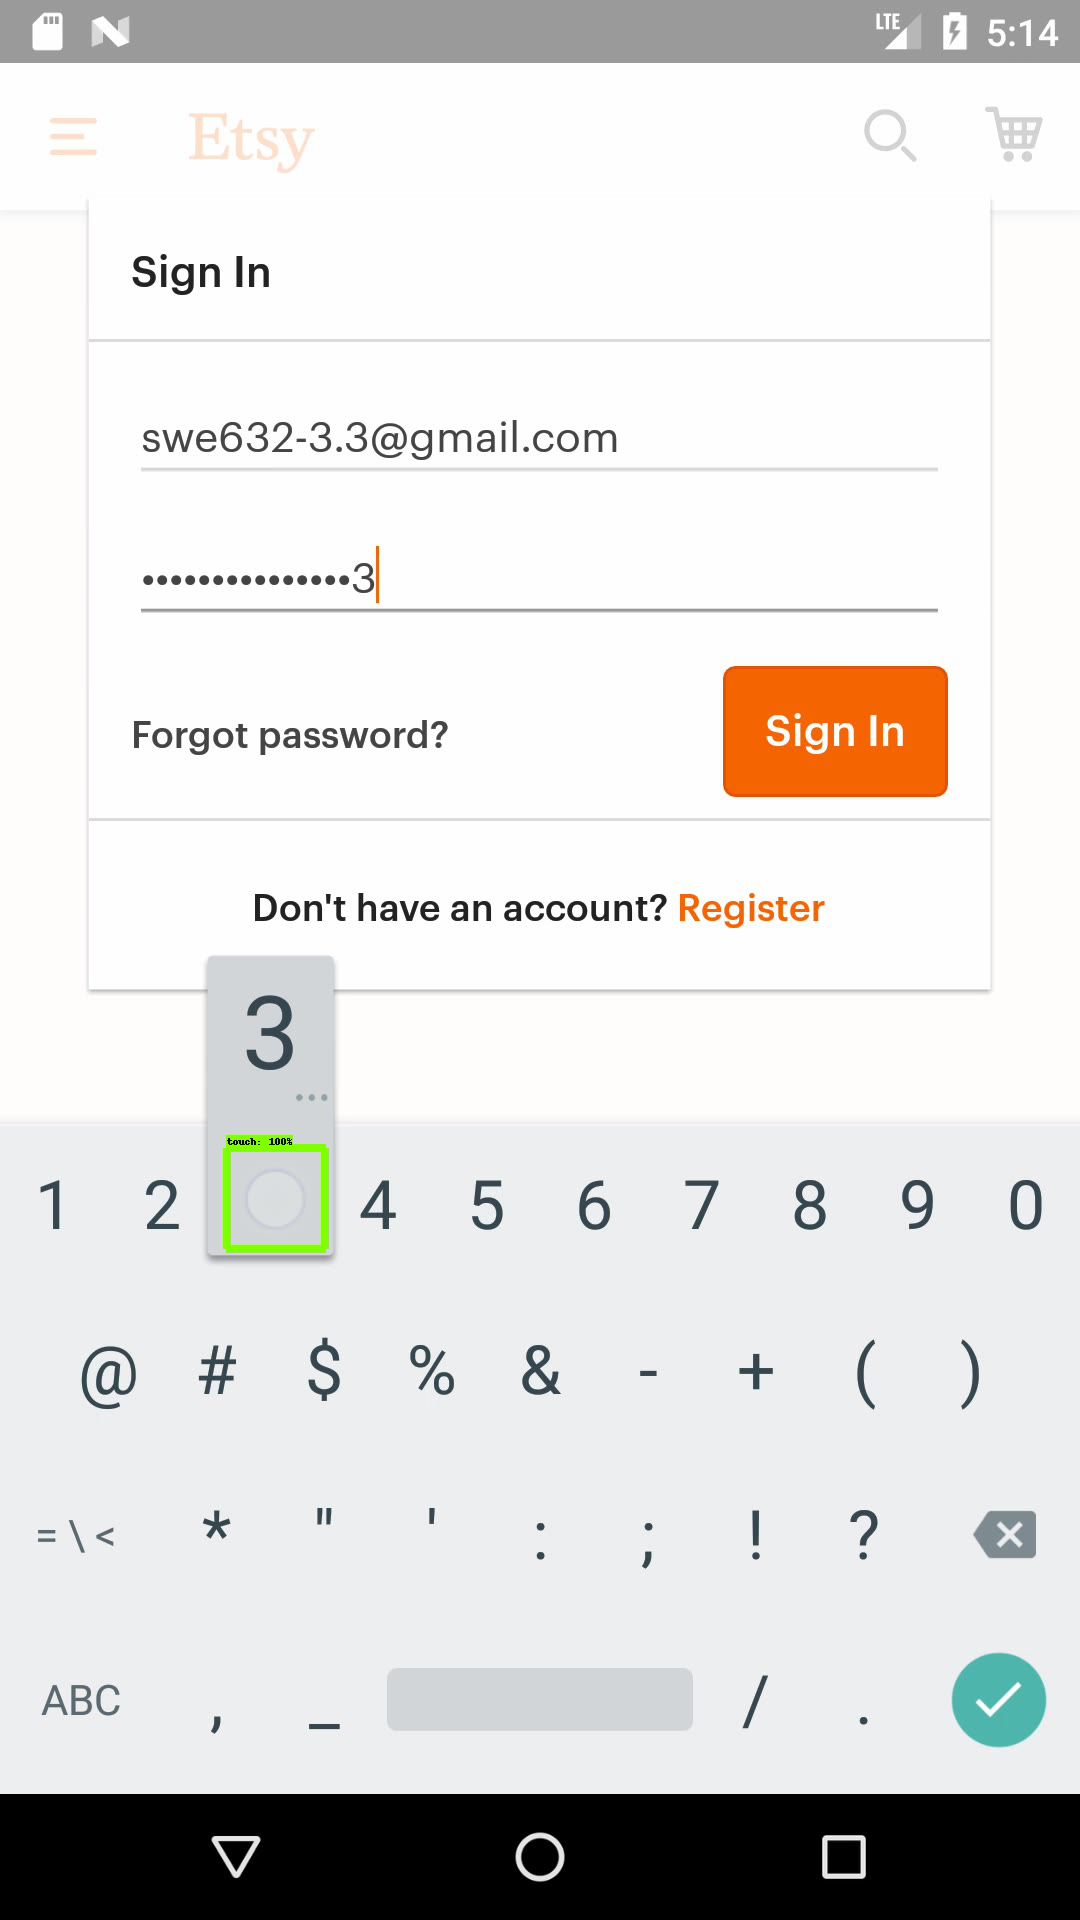 LTE 5:14
Etsy
Sign In
swe632-3.3@gmail.com
•••••••••••••••3
Forgot password?
Sign In
Don't have an account? Register
3
...
touch: 100%
1 2 4 5 6 7 8 9 0
@ # $ % & - + ( )
= \ < * " ' : ; ! ?
ABC , _ / .